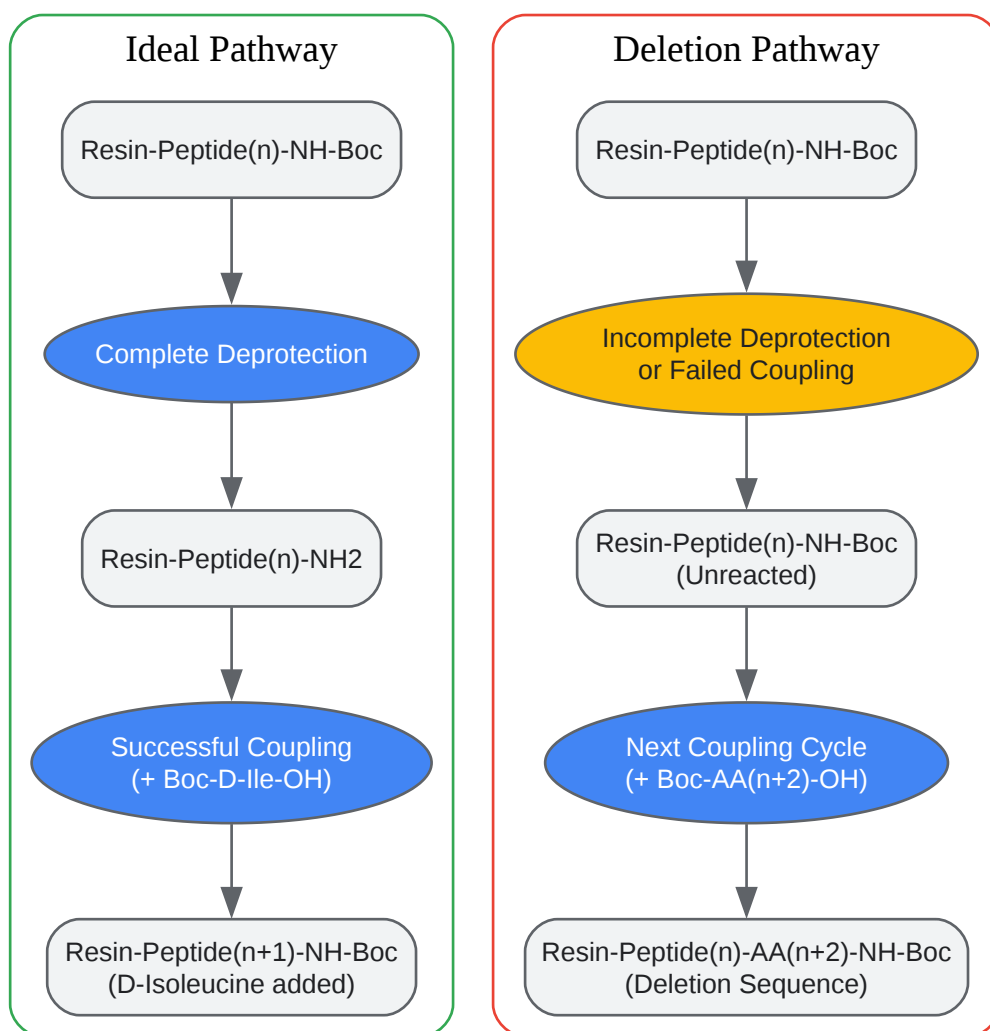 Ideal Pathway
Resin-Peptide(n)-NH-Boc
Complete Deprotection
Resin-Peptide(n)-NH2
Successful Coupling
(+ Boc-D-Ile-OH)
Resin-Peptide(n+1)-NH-Boc
(D-Isoleucine added)
Deletion Pathway
Resin-Peptide(n)-NH-Boc
Incomplete Deprotection
or Failed Coupling
Resin-Peptide(n)-NH-Boc
(Unreacted)
Next Coupling Cycle
(+ Boc-AA(n+2)-OH)
Resin-Peptide(n)-AA(n+2)-NH-Boc
(Deletion Sequence)